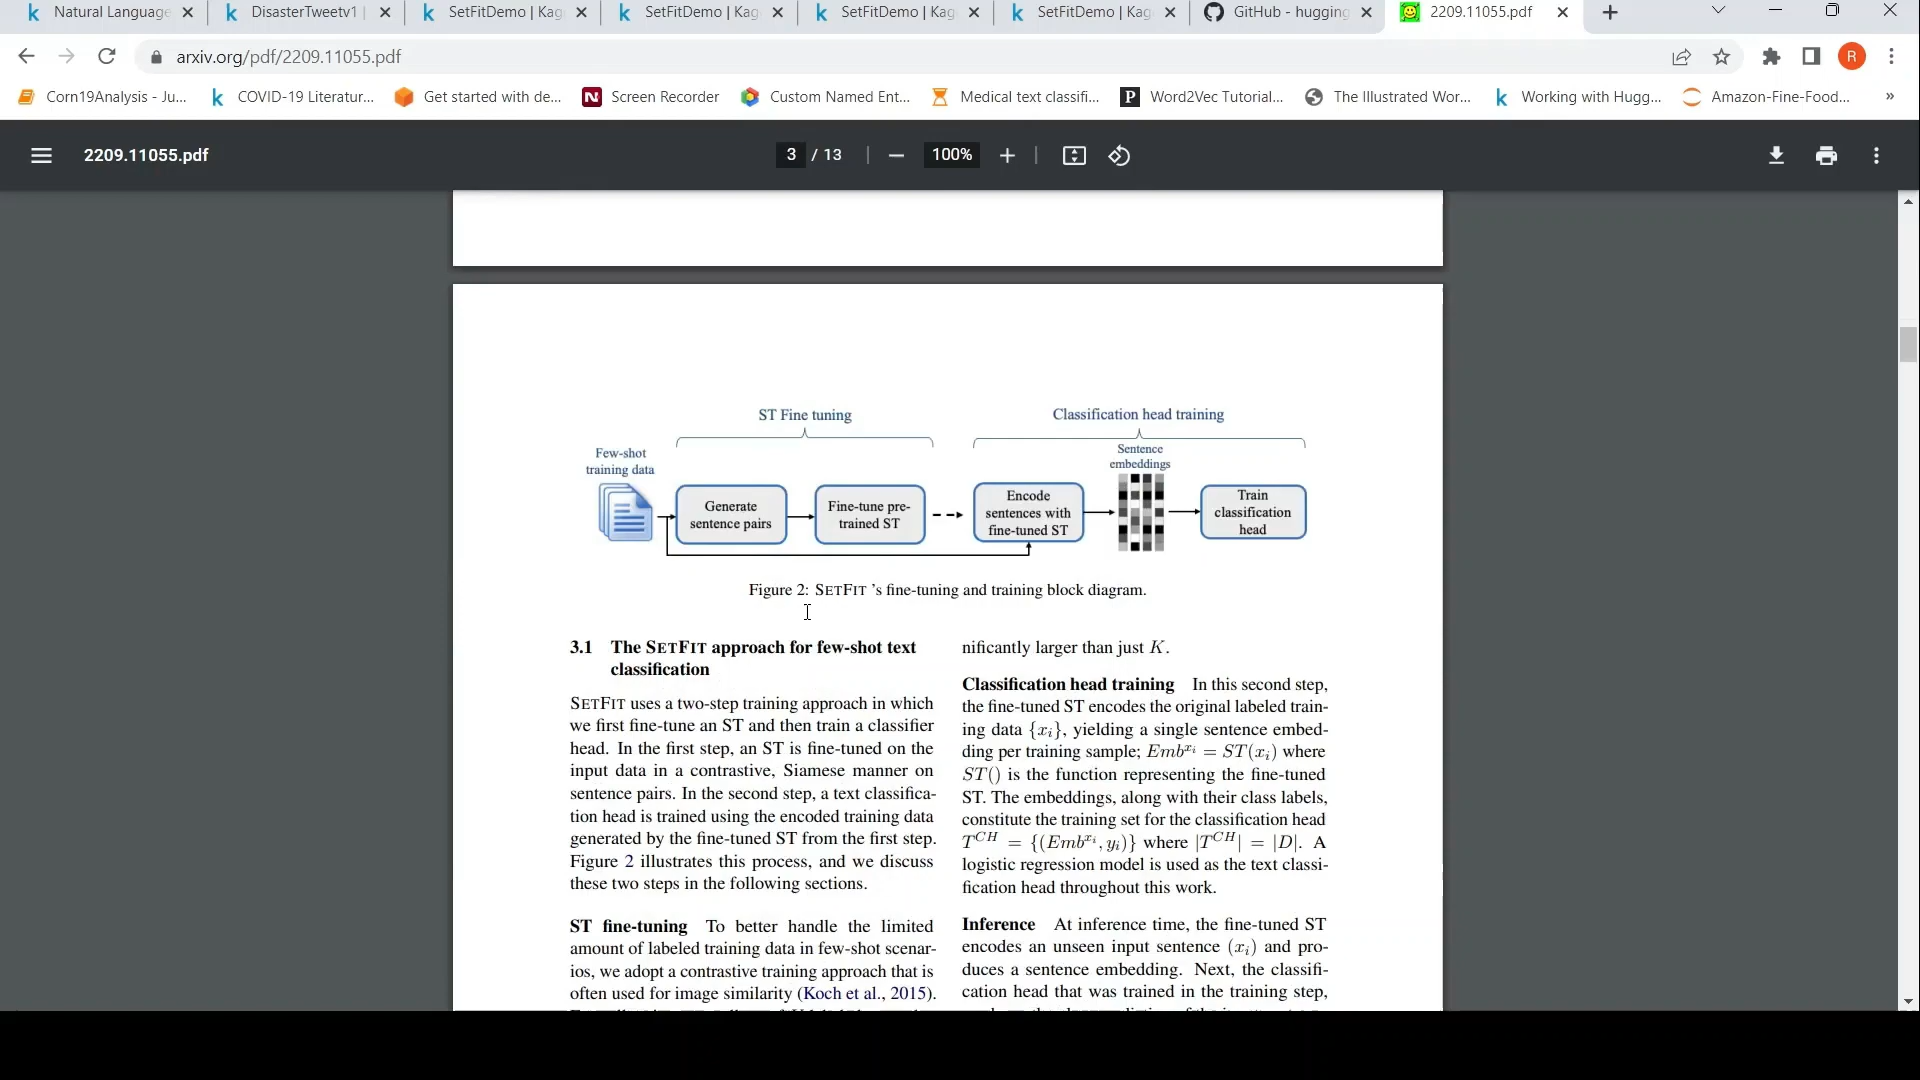 Natural Language
DisasterTweetv1 |
SetFitDemo | Kag
SetFitDemo | Kag
SetFitDemo | Kag
SetFitDemo | Kag
GitHub - hugging
2209.11055.pdf
arxiv.org/pdf/2209.11055.pdf
R
Corn19Analysis - Ju...
COVID-19 Literatur...
Get started with de...
Screen Recorder
Custom Named Ent...
Medical text classifi...
Word2Vec Tutorial...
The Illustrated Wor...
Working with Hugg...
Amazon-Fine-Food...
»
2209.11055.pdf
3 / 13
100%
ST Fine tuning
Classification head training
Few-shot
training data
Generate
sentence pairs
Fine-tune pre-
trained ST
Encode
sentences with
fine-tuned ST
Sentence
embeddings
Train
classification
head
Figure 2: SETFIT 's fine-tuning and training block diagram.
3.1 The SETFIT approach for few-shot text
classification
SETFIT uses a two-step training approach in which
we first fine-tune an ST and then train a classifier
head. In the first step, an ST is fine-tuned on the
input data in a contrastive, Siamese manner on
sentence pairs. In the second step, a text classifica-
tion head is trained using the encoded training data
generated by the fine-tuned ST from the first step.
Figure 2 illustrates this process, and we discuss
these two steps in the following sections.
ST fine-tuning To better handle the limited
amount of labeled training data in few-shot scenar-
ios, we adopt a contrastive training approach that is
often used for image similarity (Koch et al., 2015).
nificantly larger than just K.
Classification head training In this second step,
the fine-tuned ST encodes the original labeled train-
ing data {xᵢ}, yielding a single sentence embed-
ding per training sample; Emb^{xᵢ} = ST(xᵢ) where
ST() is the function representing the fine-tuned
ST. The embeddings, along with their class labels,
constitute the training set for the classification head
T^{CH} = {(Emb^{xᵢ}, yᵢ)} where |T^{CH}| = |D|. A
logistic regression model is used as the text classi-
fication head throughout this work.
Inference At inference time, the fine-tuned ST
encodes an unseen input sentence (xᵢ) and pro-
duces a sentence embedding. Next, the classifi-
cation head that was trained in the training step,